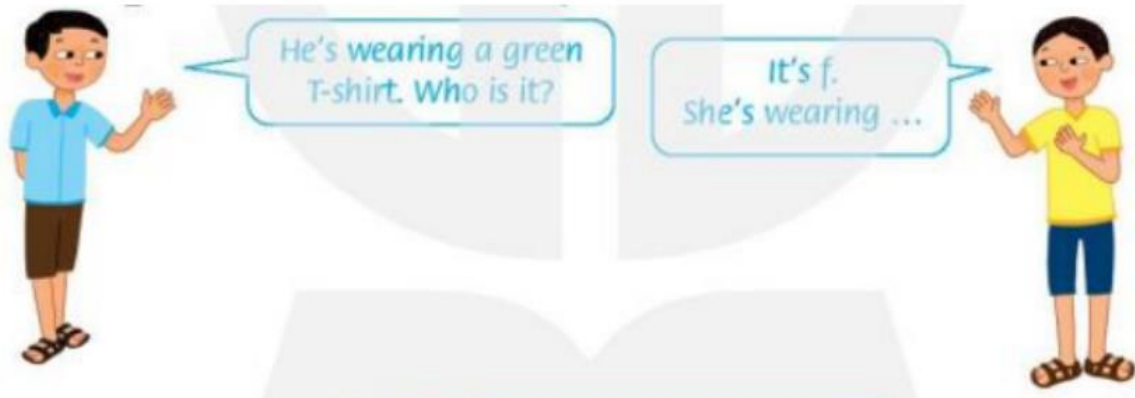 He's wearing a green
T-shirt. Who is it?
It's f.
She's wearing ...